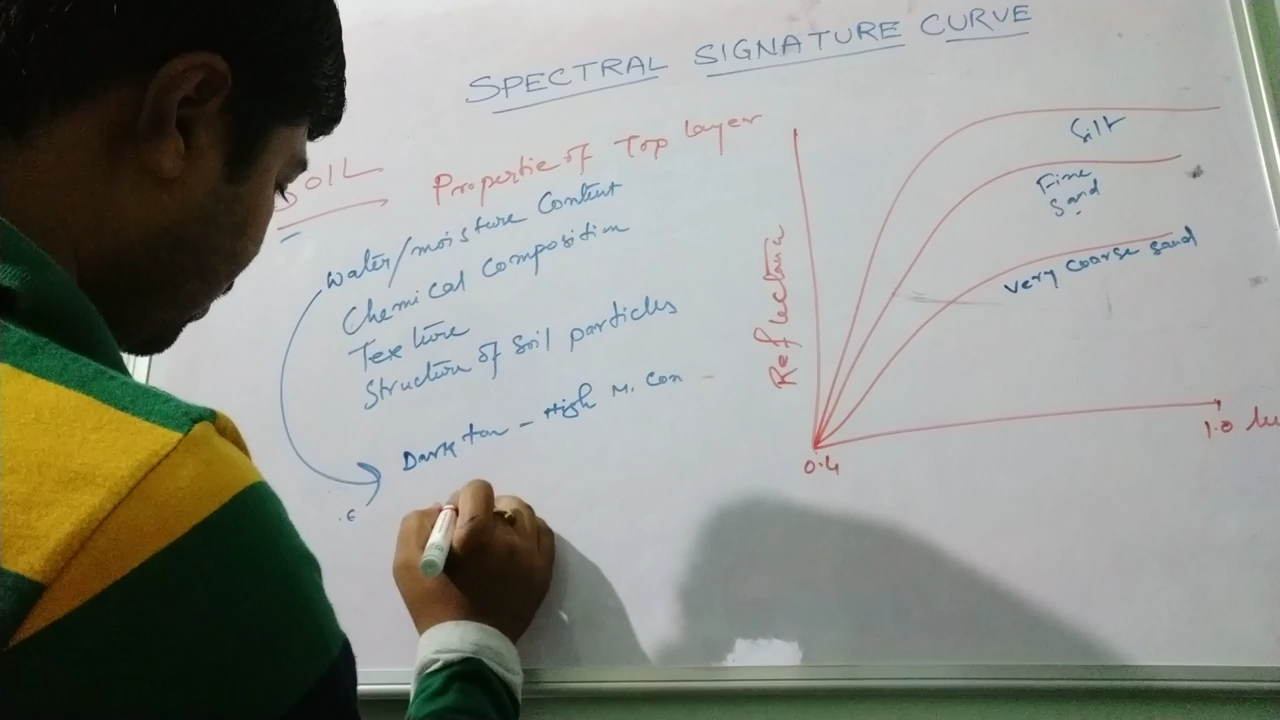 SPECTRAL SIGNATURE CURVE
SOIL
Propertie of Top layer
Water/moisture Content
Chemical composition
Texture
Structure of Soil particles
Dark ton - High M. Con
Reflectance
Silt
Fine
Sand
very coarse sand
0.4
1.0